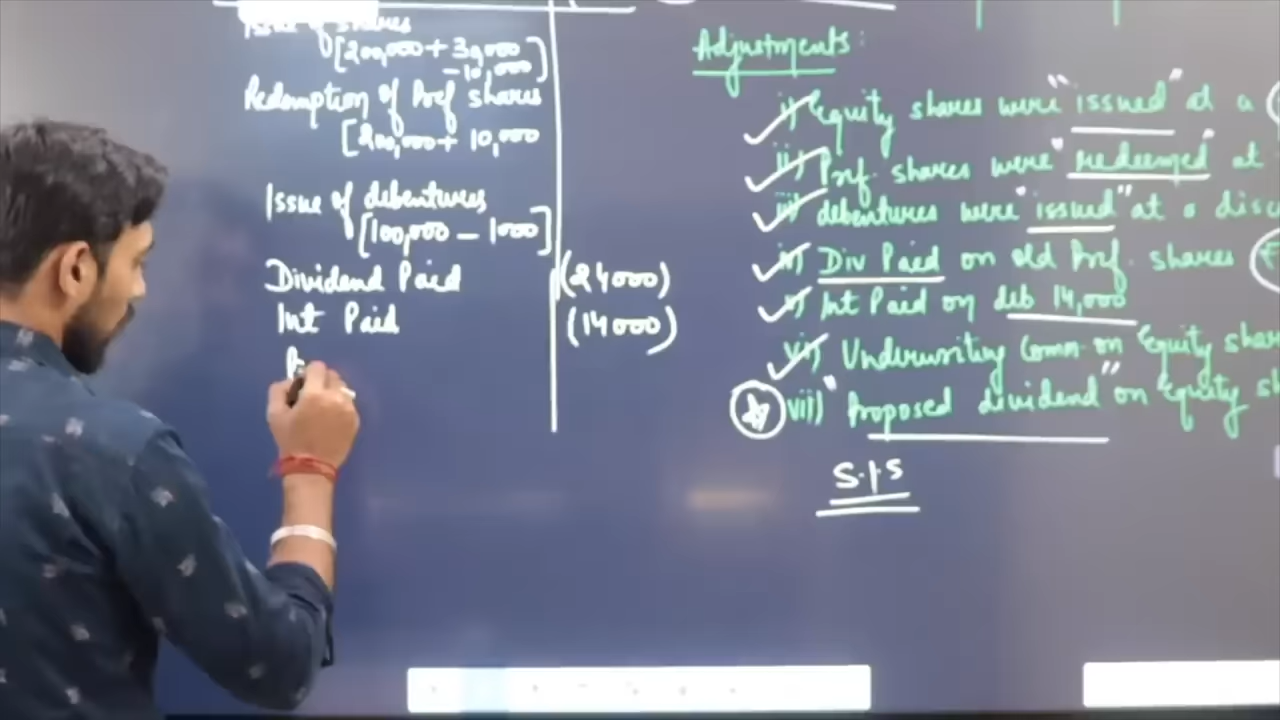 Issue of shares
[200,000 + 30,000
- 10,000]
Redemption of Pref shares
[200,000 + 10,000
Issue of debentures
[100,000 - 1000]
Dividend Paid (24000)
Int Paid (14000)
Adjustments:
i) Equity shares were "issued" at a
ii) Pref. shares were "redeemed" at
iii) debentures were "issued" at a disc
iv) Div Paid on old Pref. shares
v) Int Paid on deb 14,000
vi) Underwriting Comm. on Equity shar
vii) "Proposed dividend" on Equity sh